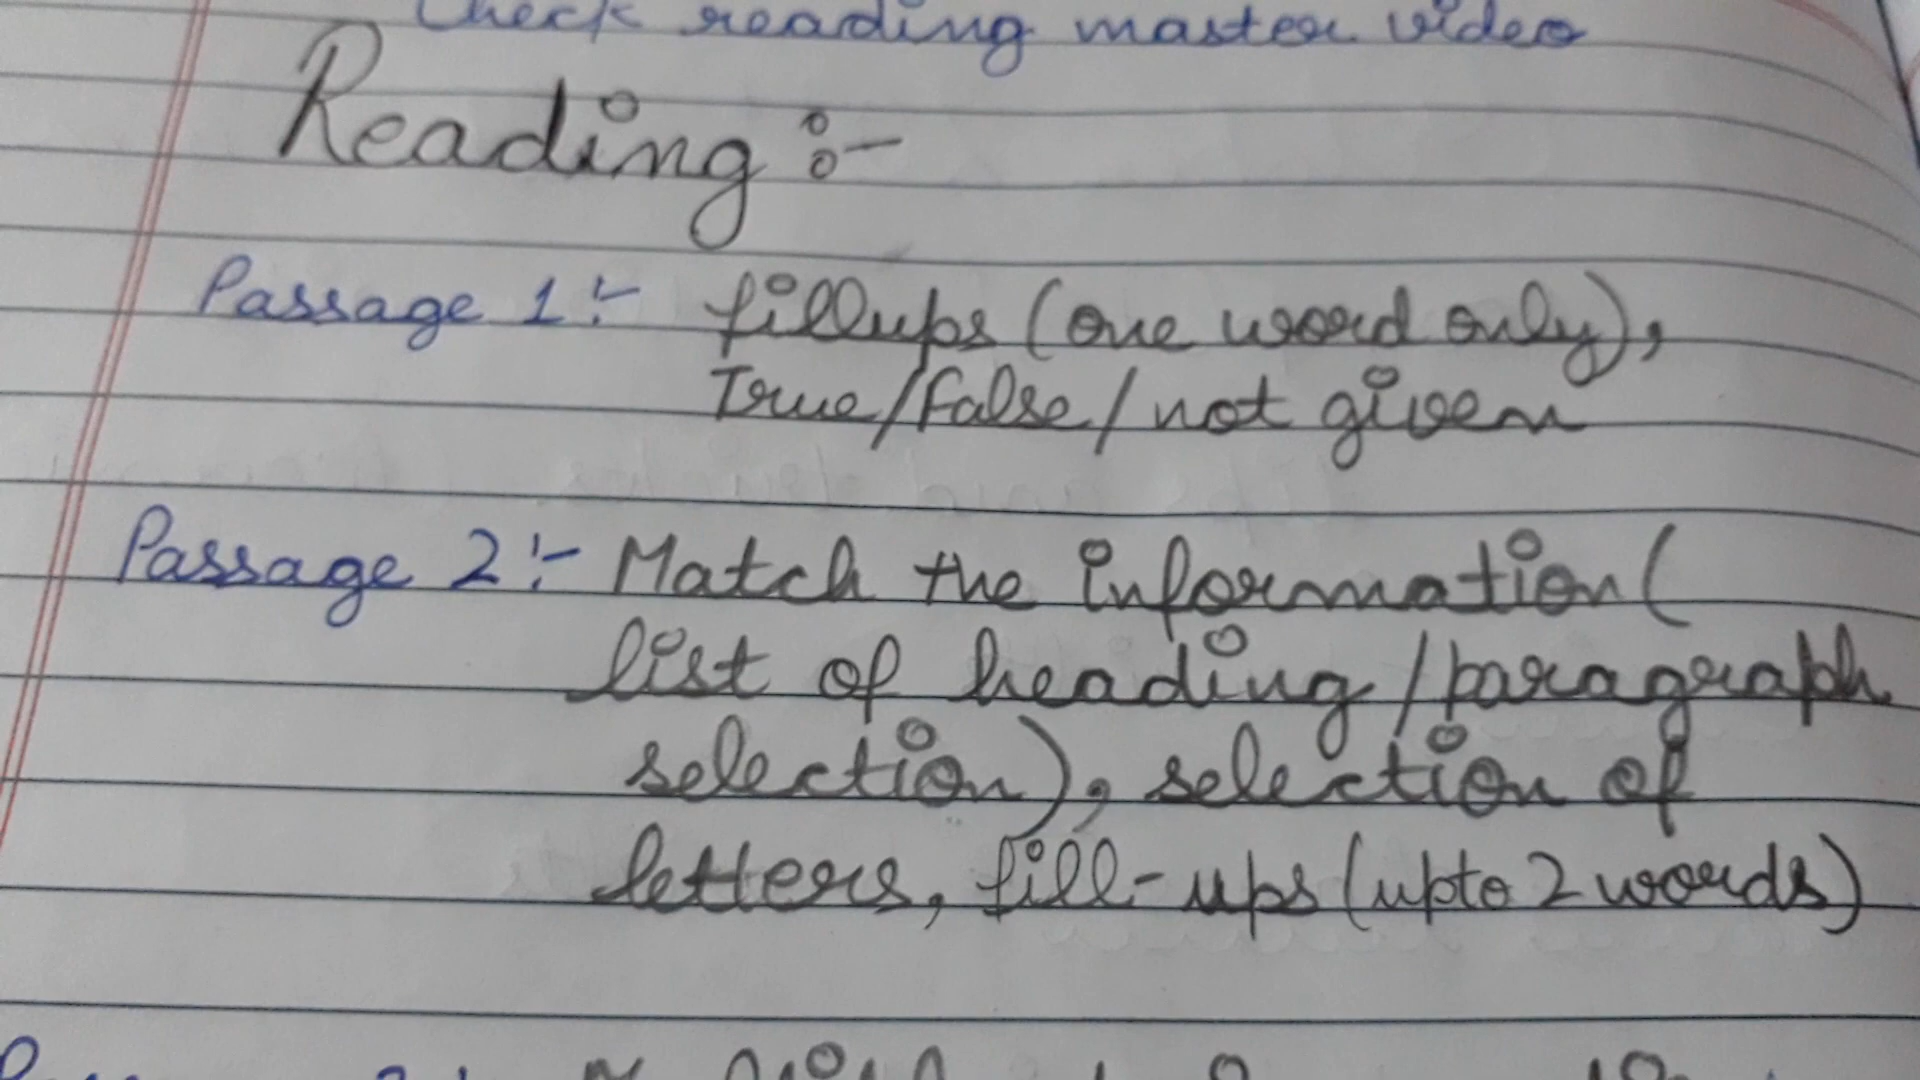 Check reading master video
Reading :-
Passage 1:- fillups (one word only),
True/False/not given
Passage 2:- Match the information (
list of heading/paragraph
selection), selection of
letters, fill-ups (upto 2 words)